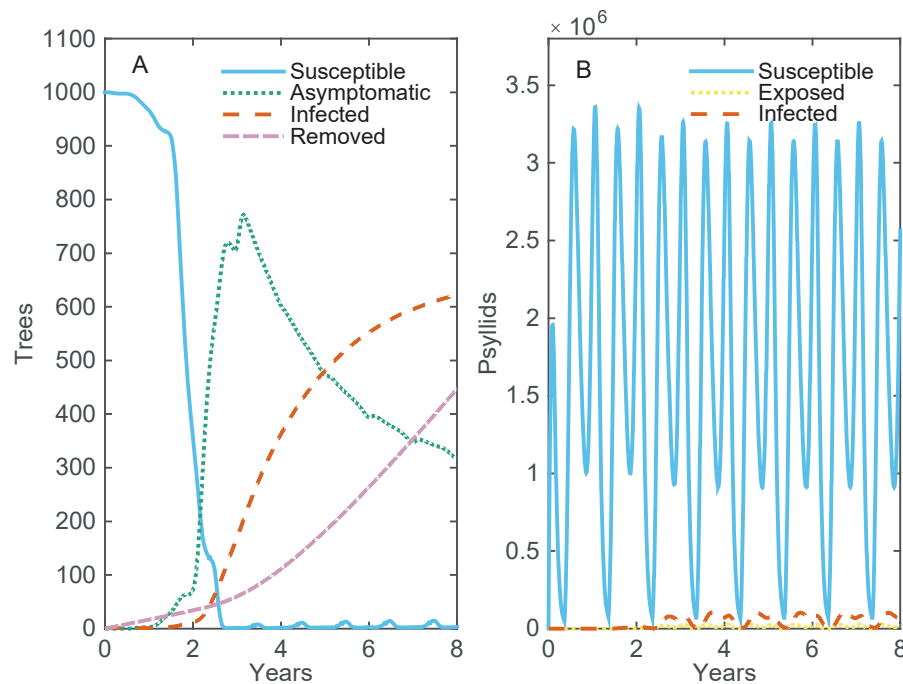 A
Susceptible
Asymptomatic
Infected
Removed
1100
1000
900
800
700
600
500
400
300
200
100
0
Trees
0 2 4 6 8
Years
× 10⁶
B
Susceptible
Exposed
Infected
3.5
3
2.5
2
1.5
1
0.5
0
Psyllids
0 2 4 6 8
Years